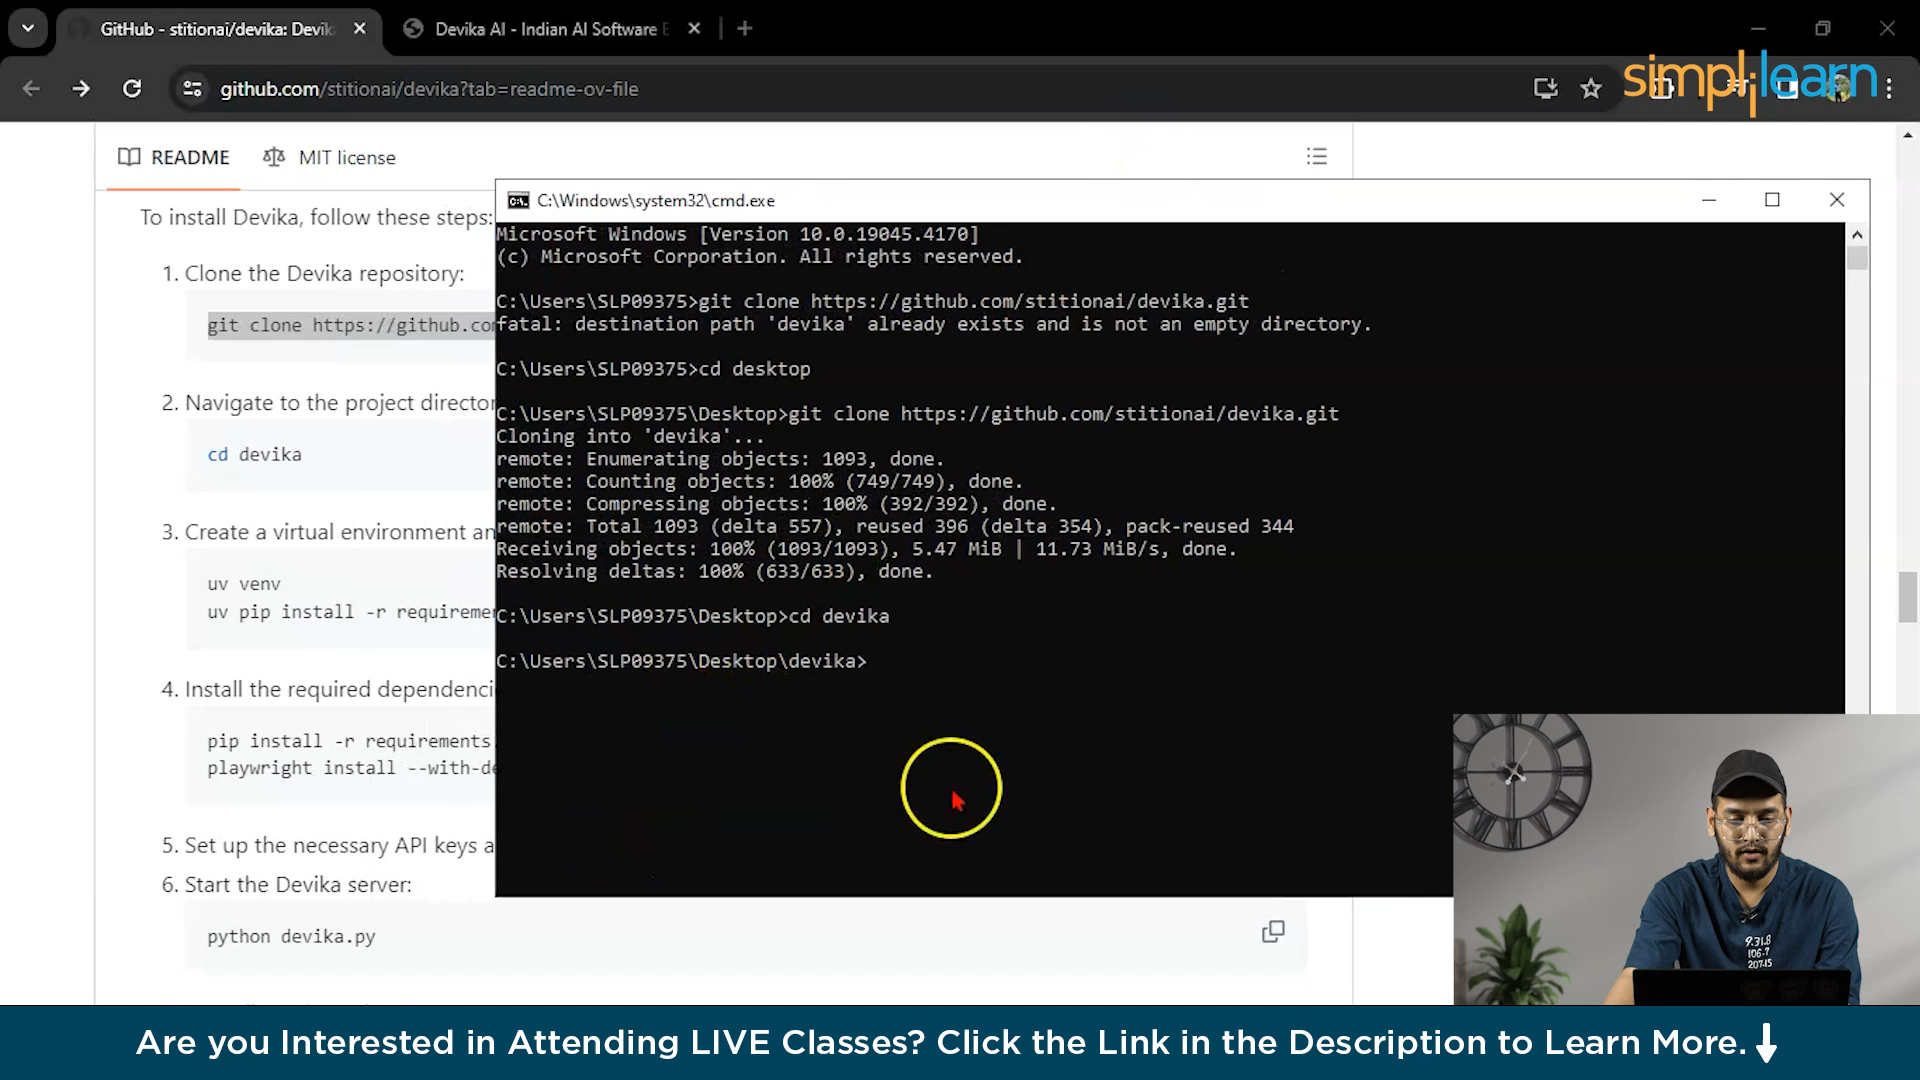 GitHub - stitionai/devika: Devik
Devika AI - Indian AI Software E
github.com/stitionai/devika?tab=readme-ov-file
simplilearn
README
MIT license
To install Devika, follow these steps:
1. Clone the Devika repository:
git clone https://github.co
2. Navigate to the project director
cd devika
3. Create a virtual environment an
uv venv
uv pip install -r requireme
4. Install the required dependenci
pip install -r requirements.
playwright install --with-de
5. Set up the necessary API keys a
6. Start the Devika server:
python devika.py
C:\Windows\system32\cmd.exe
Microsoft Windows [Version 10.0.19045.4170]
(c) Microsoft Corporation. All rights reserved.
C:\Users\SLP09375>git clone https://github.com/stitionai/devika.git
fatal: destination path 'devika' already exists and is not an empty directory.
C:\Users\SLP09375>cd desktop
C:\Users\SLP09375\Desktop>git clone https://github.com/stitionai/devika.git
Cloning into 'devika'...
remote: Enumerating objects: 1093, done.
remote: Counting objects: 100% (749/749), done.
remote: Compressing objects: 100% (392/392), done.
remote: Total 1093 (delta 557), reused 396 (delta 354), pack-reused 344
Receiving objects: 100% (1093/1093), 5.47 MiB | 11.73 MiB/s, done.
Resolving deltas: 100% (633/633), done.
C:\Users\SLP09375\Desktop>cd devika
C:\Users\SLP09375\Desktop\devika>
Are you Interested in Attending LIVE Classes? Click the Link in the Description to Learn More.